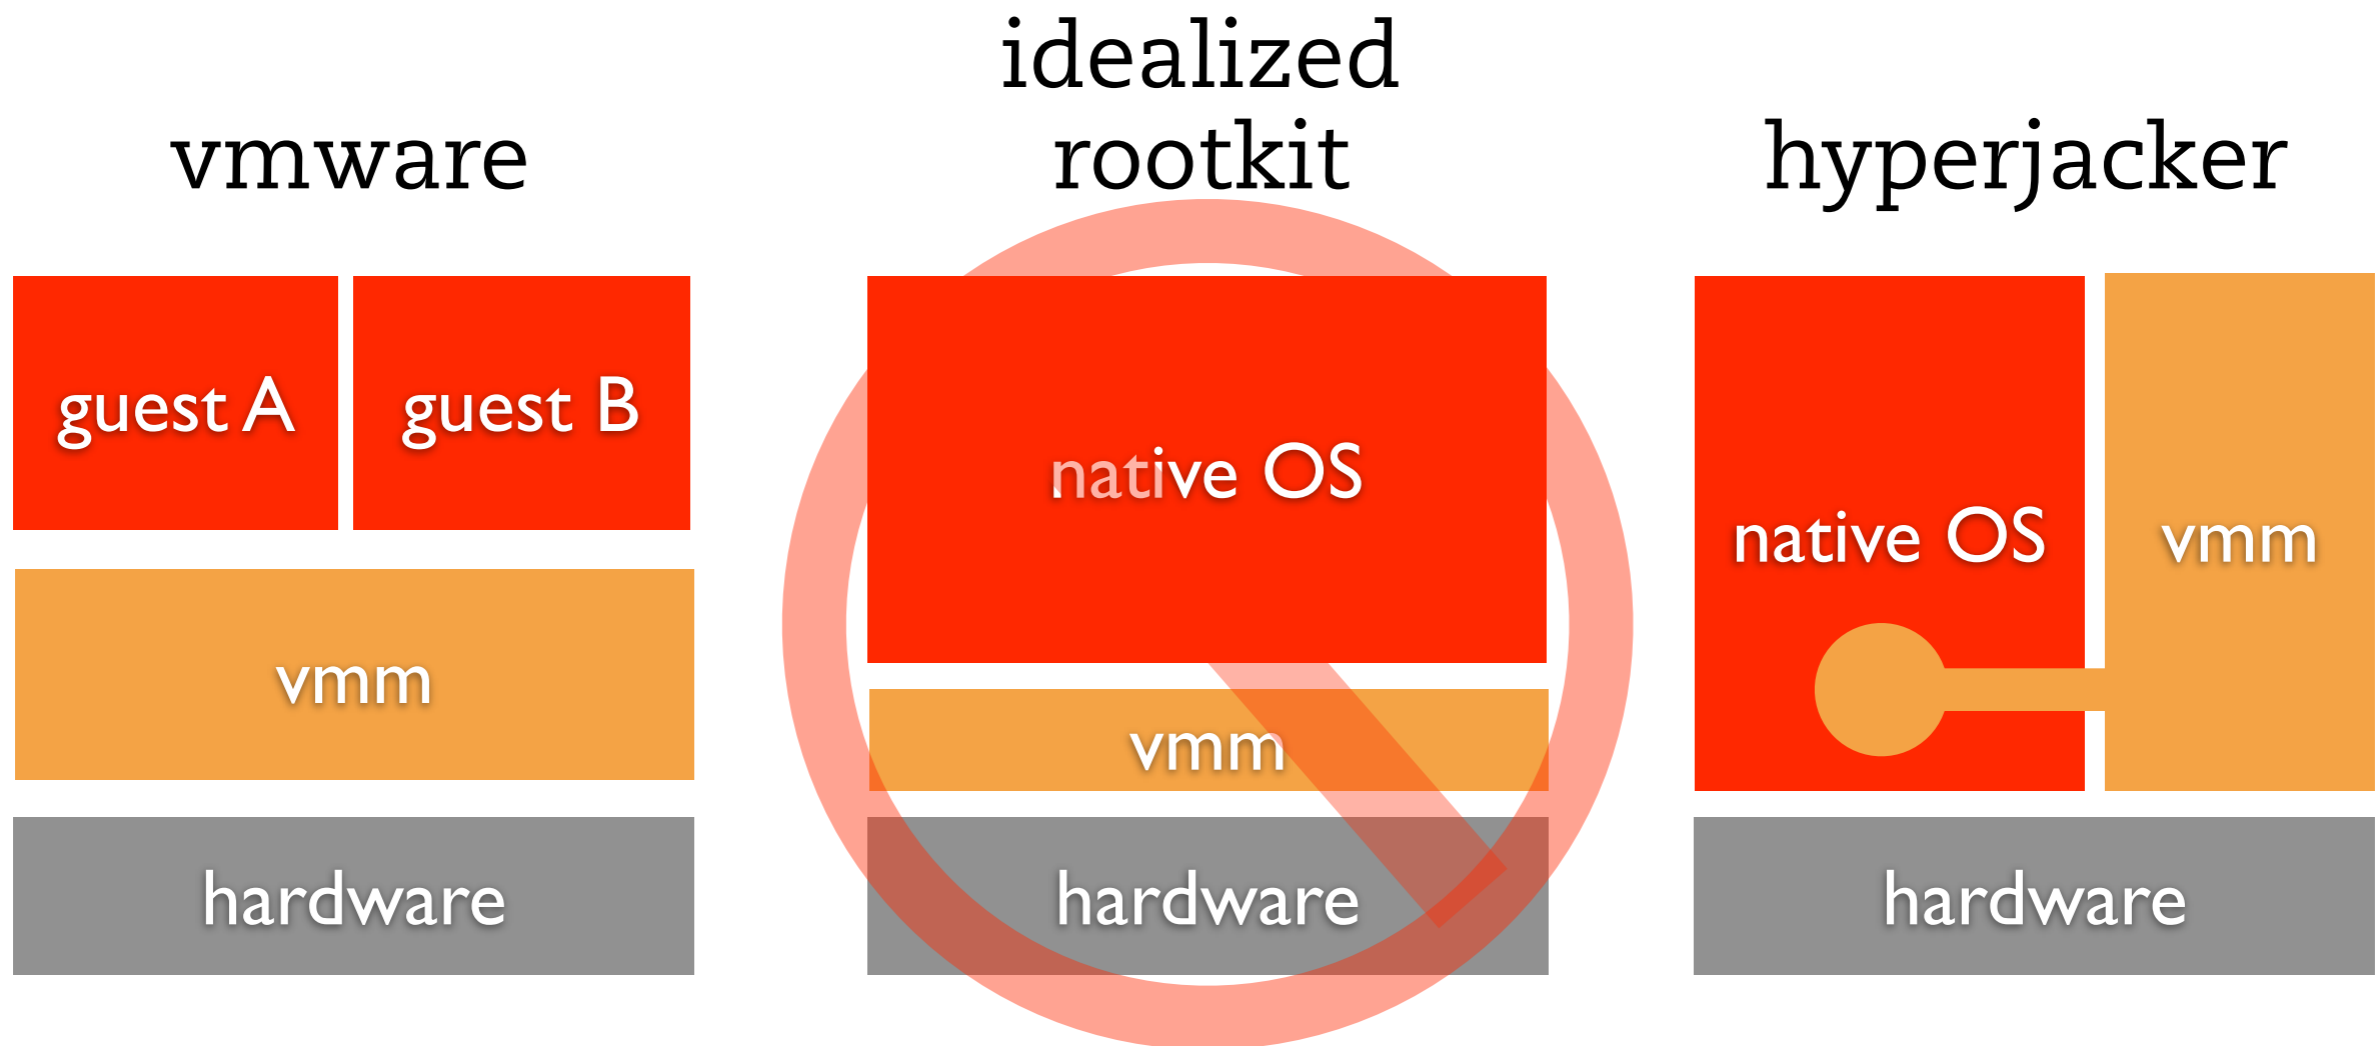 vmware
guest A
guest B
vmm
hardware
idealized
rootkit
native OS
vmm
hardware
hyperjacker
native OS
vmm
hardware